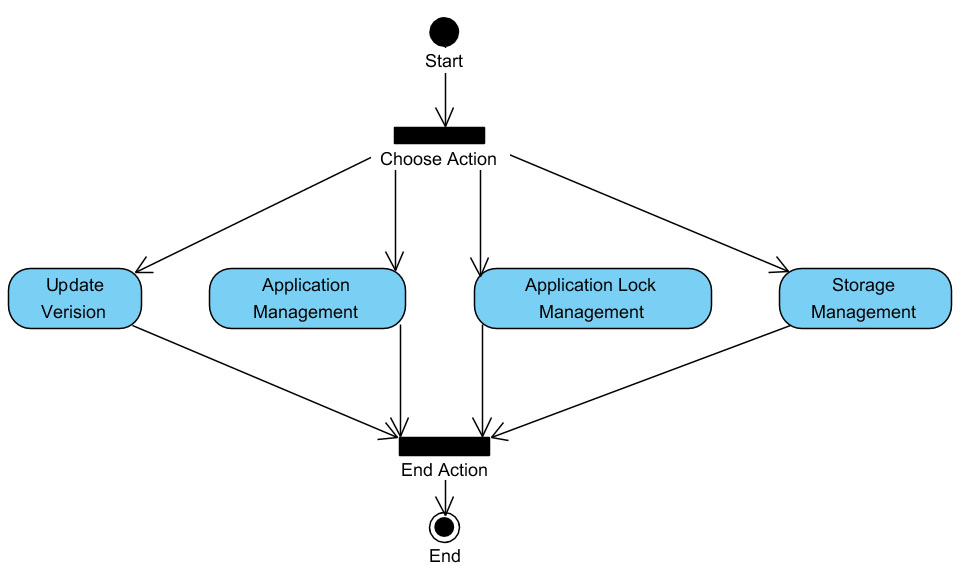 Start
Choose Action
Update
Verision
Application
Management
Application Lock
Management
Storage
Management
End Action
End